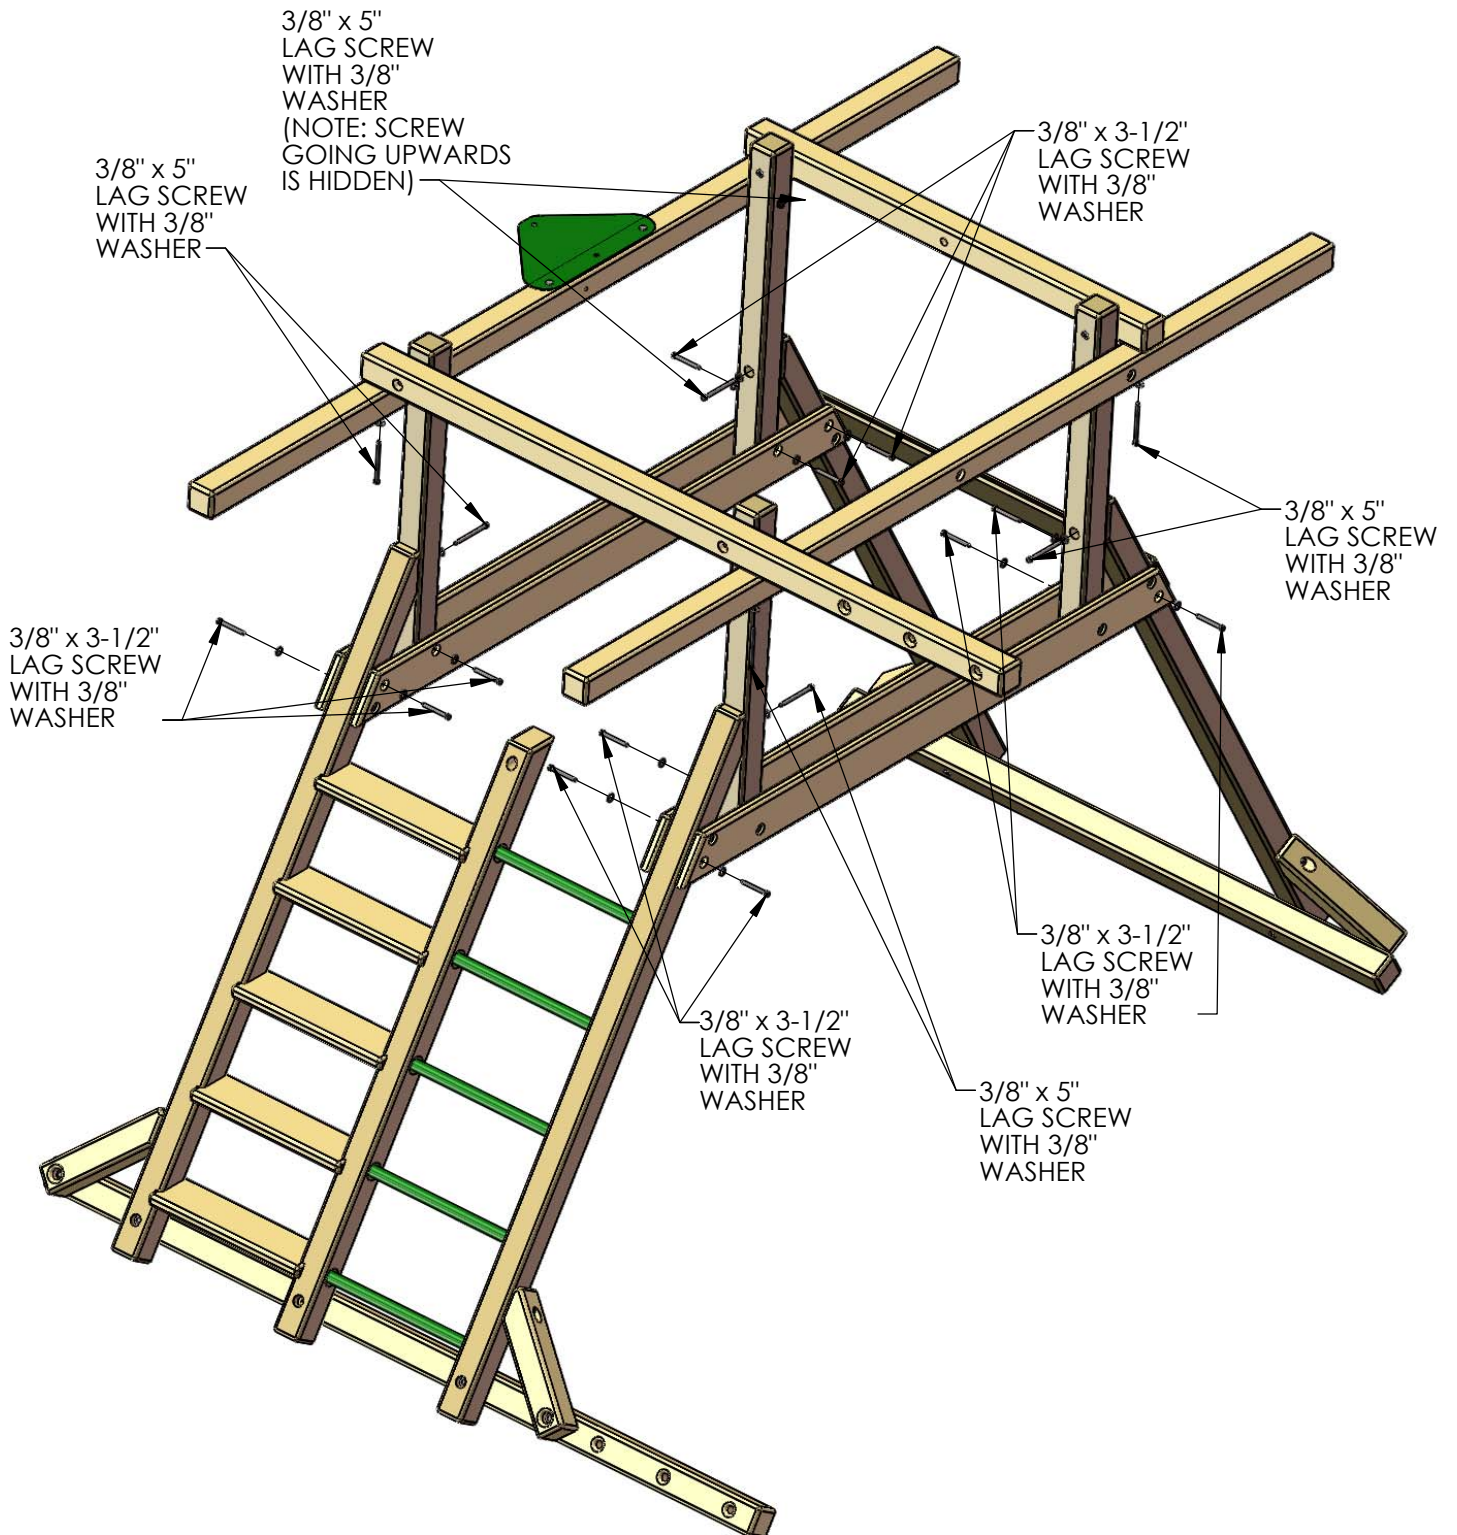 3/8" x 5"
LAG SCREW
WITH 3/8"
WASHER
(NOTE: SCREW
GOING UPWARDS
IS HIDDEN)
3/8" x 3-1/2"
LAG SCREW
WITH 3/8"
WASHER
3/8" x 5"
LAG SCREW
WITH 3/8"
WASHER
3/8" x 5"
LAG SCREW
WITH 3/8"
WASHER
3/8" x 3-1/2"
LAG SCREW
WITH 3/8"
WASHER
3/8" x 3-1/2"
LAG SCREW
WITH 3/8"
WASHER
3/8" x 3-1/2"
LAG SCREW
WITH 3/8"
WASHER
3/8" x 5"
LAG SCREW
WITH 3/8"
WASHER